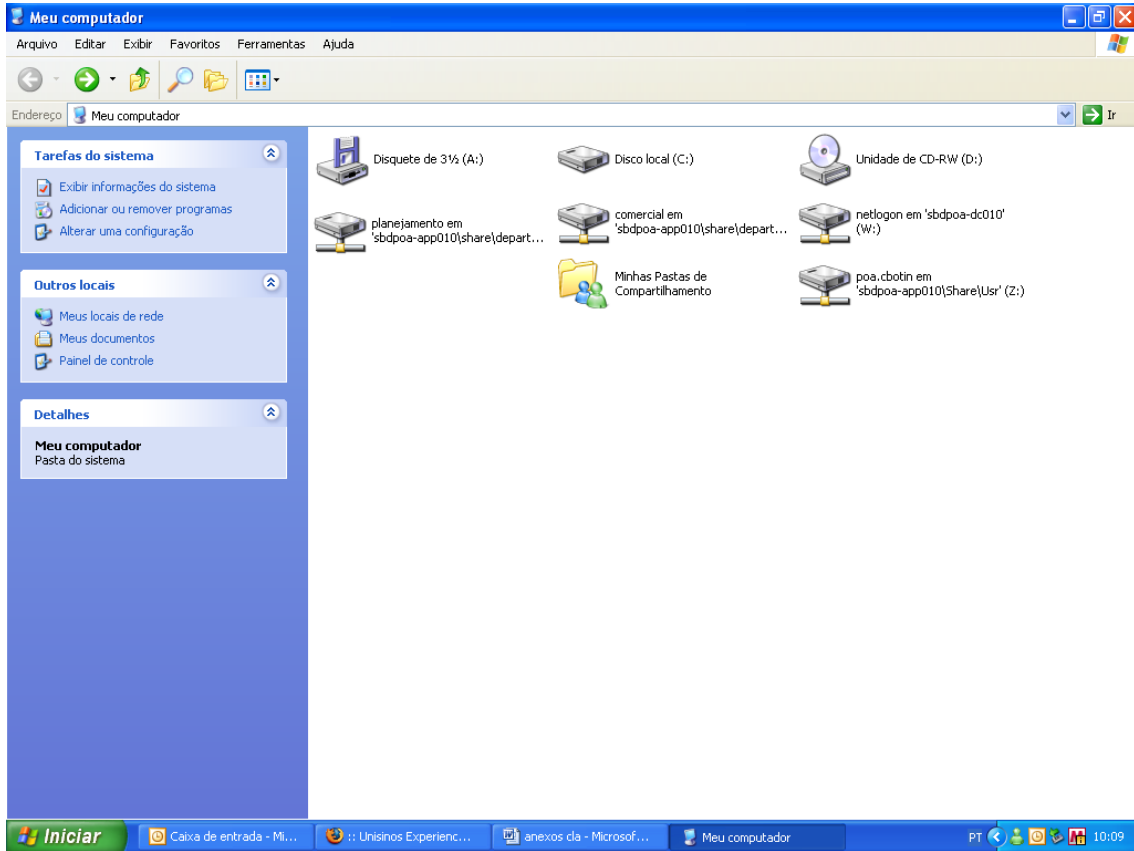 Meu computador
Arquivo Editar Exibir Favoritos Ferramentas Ajuda
Endereço Meu computador Ir
Tarefas do sistema
Exibir informações do sistema
Adicionar ou remover programas
Alterar uma configuração
Outros locais
Meus locais de rede
Meus documentos
Painel de controle
Detalhes
Meu computador
Pasta do sistema
Disquete de 3½ (A:)
Disco local (C:)
Unidade de CD-RW (D:)
planejamento em
'sbdpoa-app010\share\depart...
comercial em
'sbdpoa-app010\share\depart...
netlogon em 'sbdpoa-dc010'
(W:)
Minhas Pastas de
Compartilhamento
poa.cbotin em
'sbdpoa-app010\Share\Usr' (Z:)
Iniciar
Caixa de entrada - Mi...
:: Unisinos Experienc...
anexos cla - Microsof...
Meu computador
PT
10:09